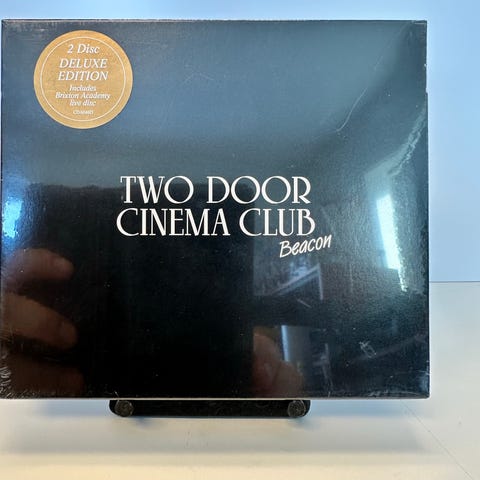 2 Disc
DELUXE
EDITION
Includes
Brixton Academy
live disc
TWO DOOR
CINEMA CLUB
Beacon